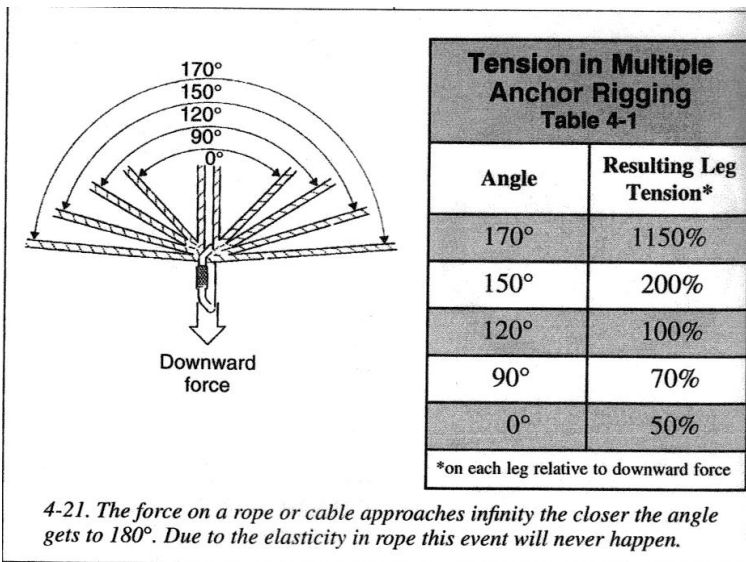 170°
150°
120°
90°
0°
Downward
force
Tension in Multiple
Anchor Rigging
Table 4-1
Angle
Resulting Leg
Tension*
170° 1150%
150° 200%
120° 100%
90° 70%
0° 50%
*on each leg relative to downward force
4-21. The force on a rope or cable approaches infinity the closer the angle
gets to 180°. Due to the elasticity in rope this event will never happen.